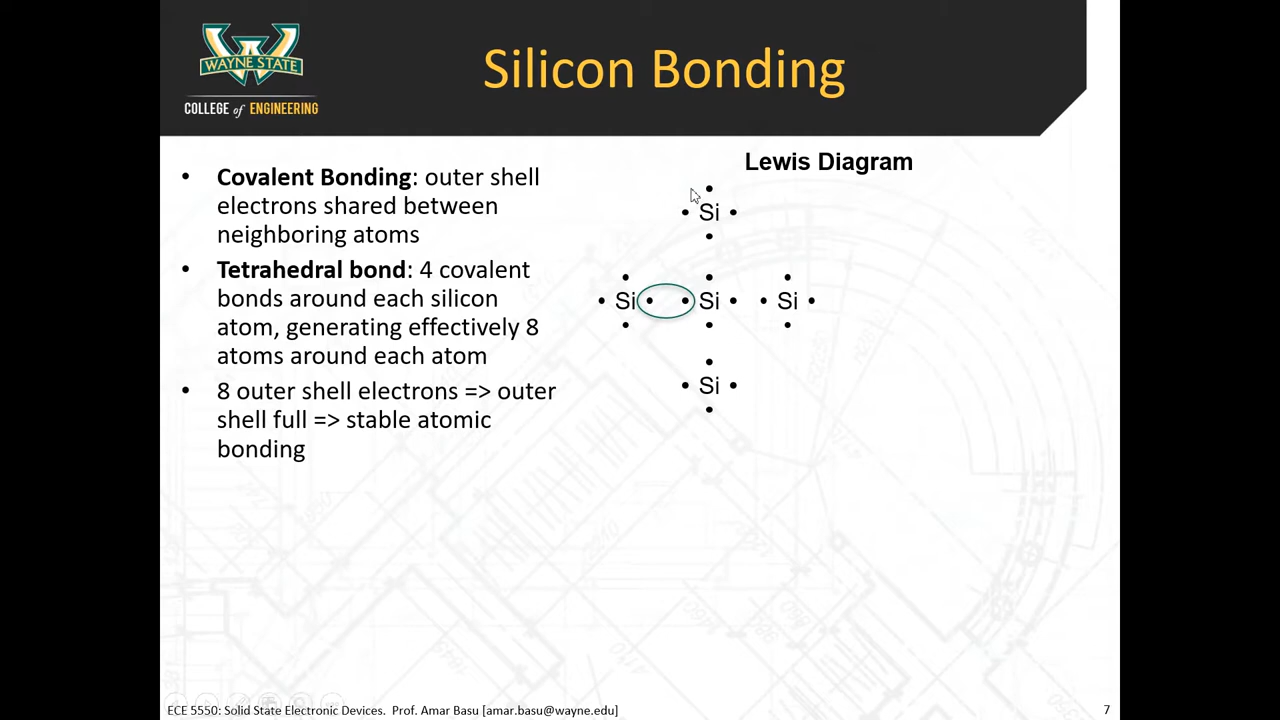 WAYNE STATE
COLLEGE of ENGINEERING
Silicon Bonding
• Covalent Bonding: outer shell
electrons shared between
neighboring atoms
• Tetrahedral bond: 4 covalent
bonds around each silicon
atom, generating effectively 8
atoms around each atom
• 8 outer shell electrons => outer
shell full => stable atomic
bonding
Lewis Diagram
Si
Si Si Si
Si
ECE 5550: Solid State Electronic Devices. Prof. Amar Basu [amar.basu@wayne.edu]
7